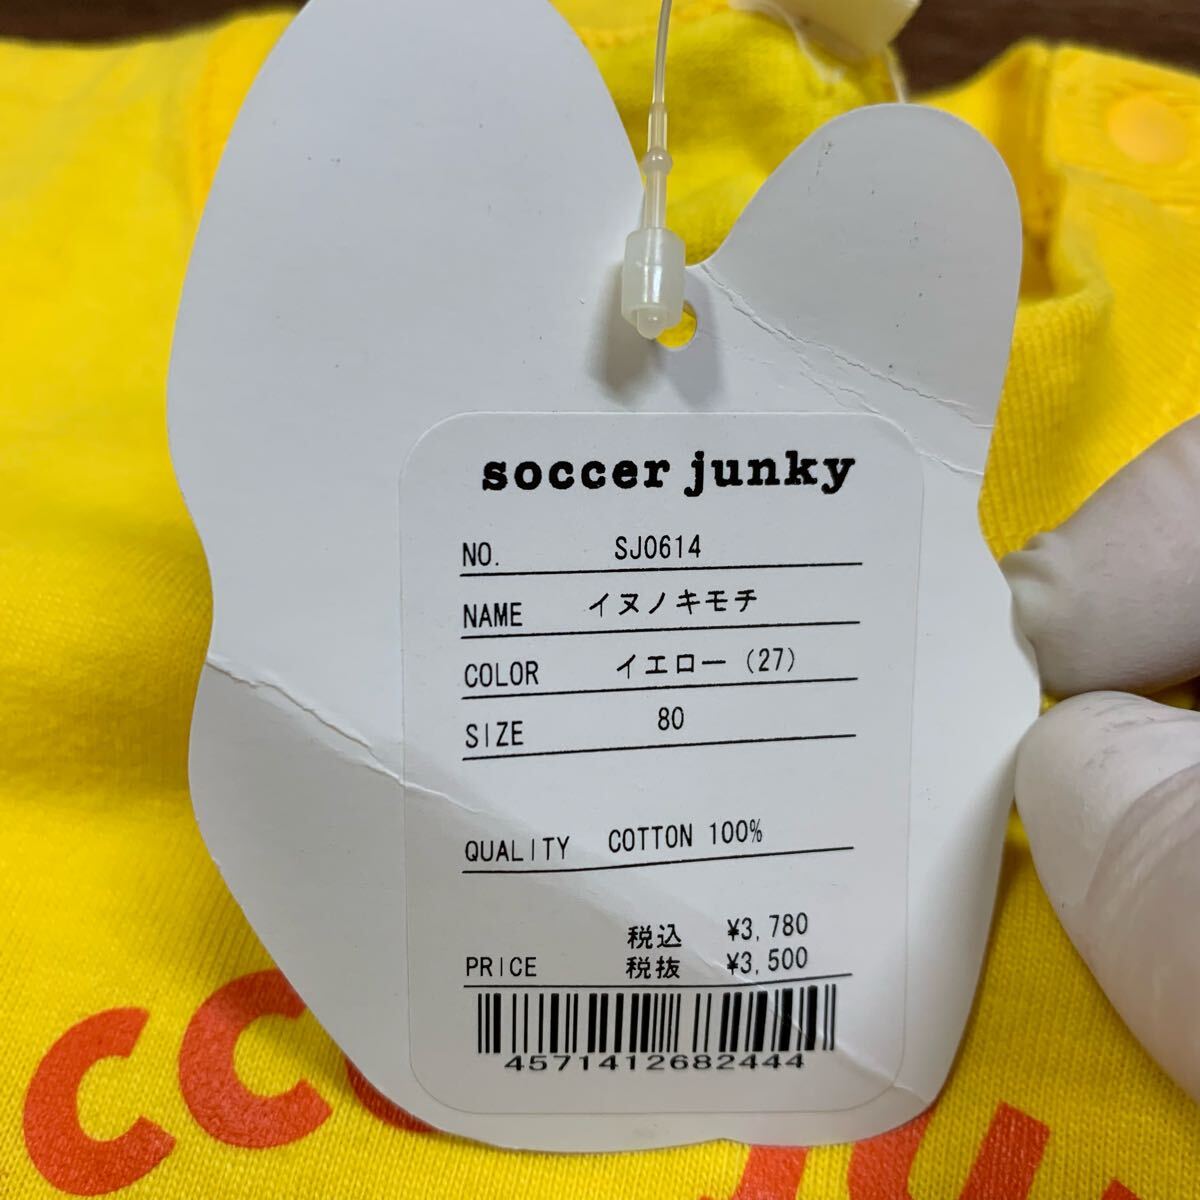 soccer junky
NO. SJ0614
NAME イヌノキモチ
COLOR イエロー (27)
SIZE 80
QUALITY COTTON 100%
税込 ¥3,780
PRICE 税抜 ¥3,500
4571412682444